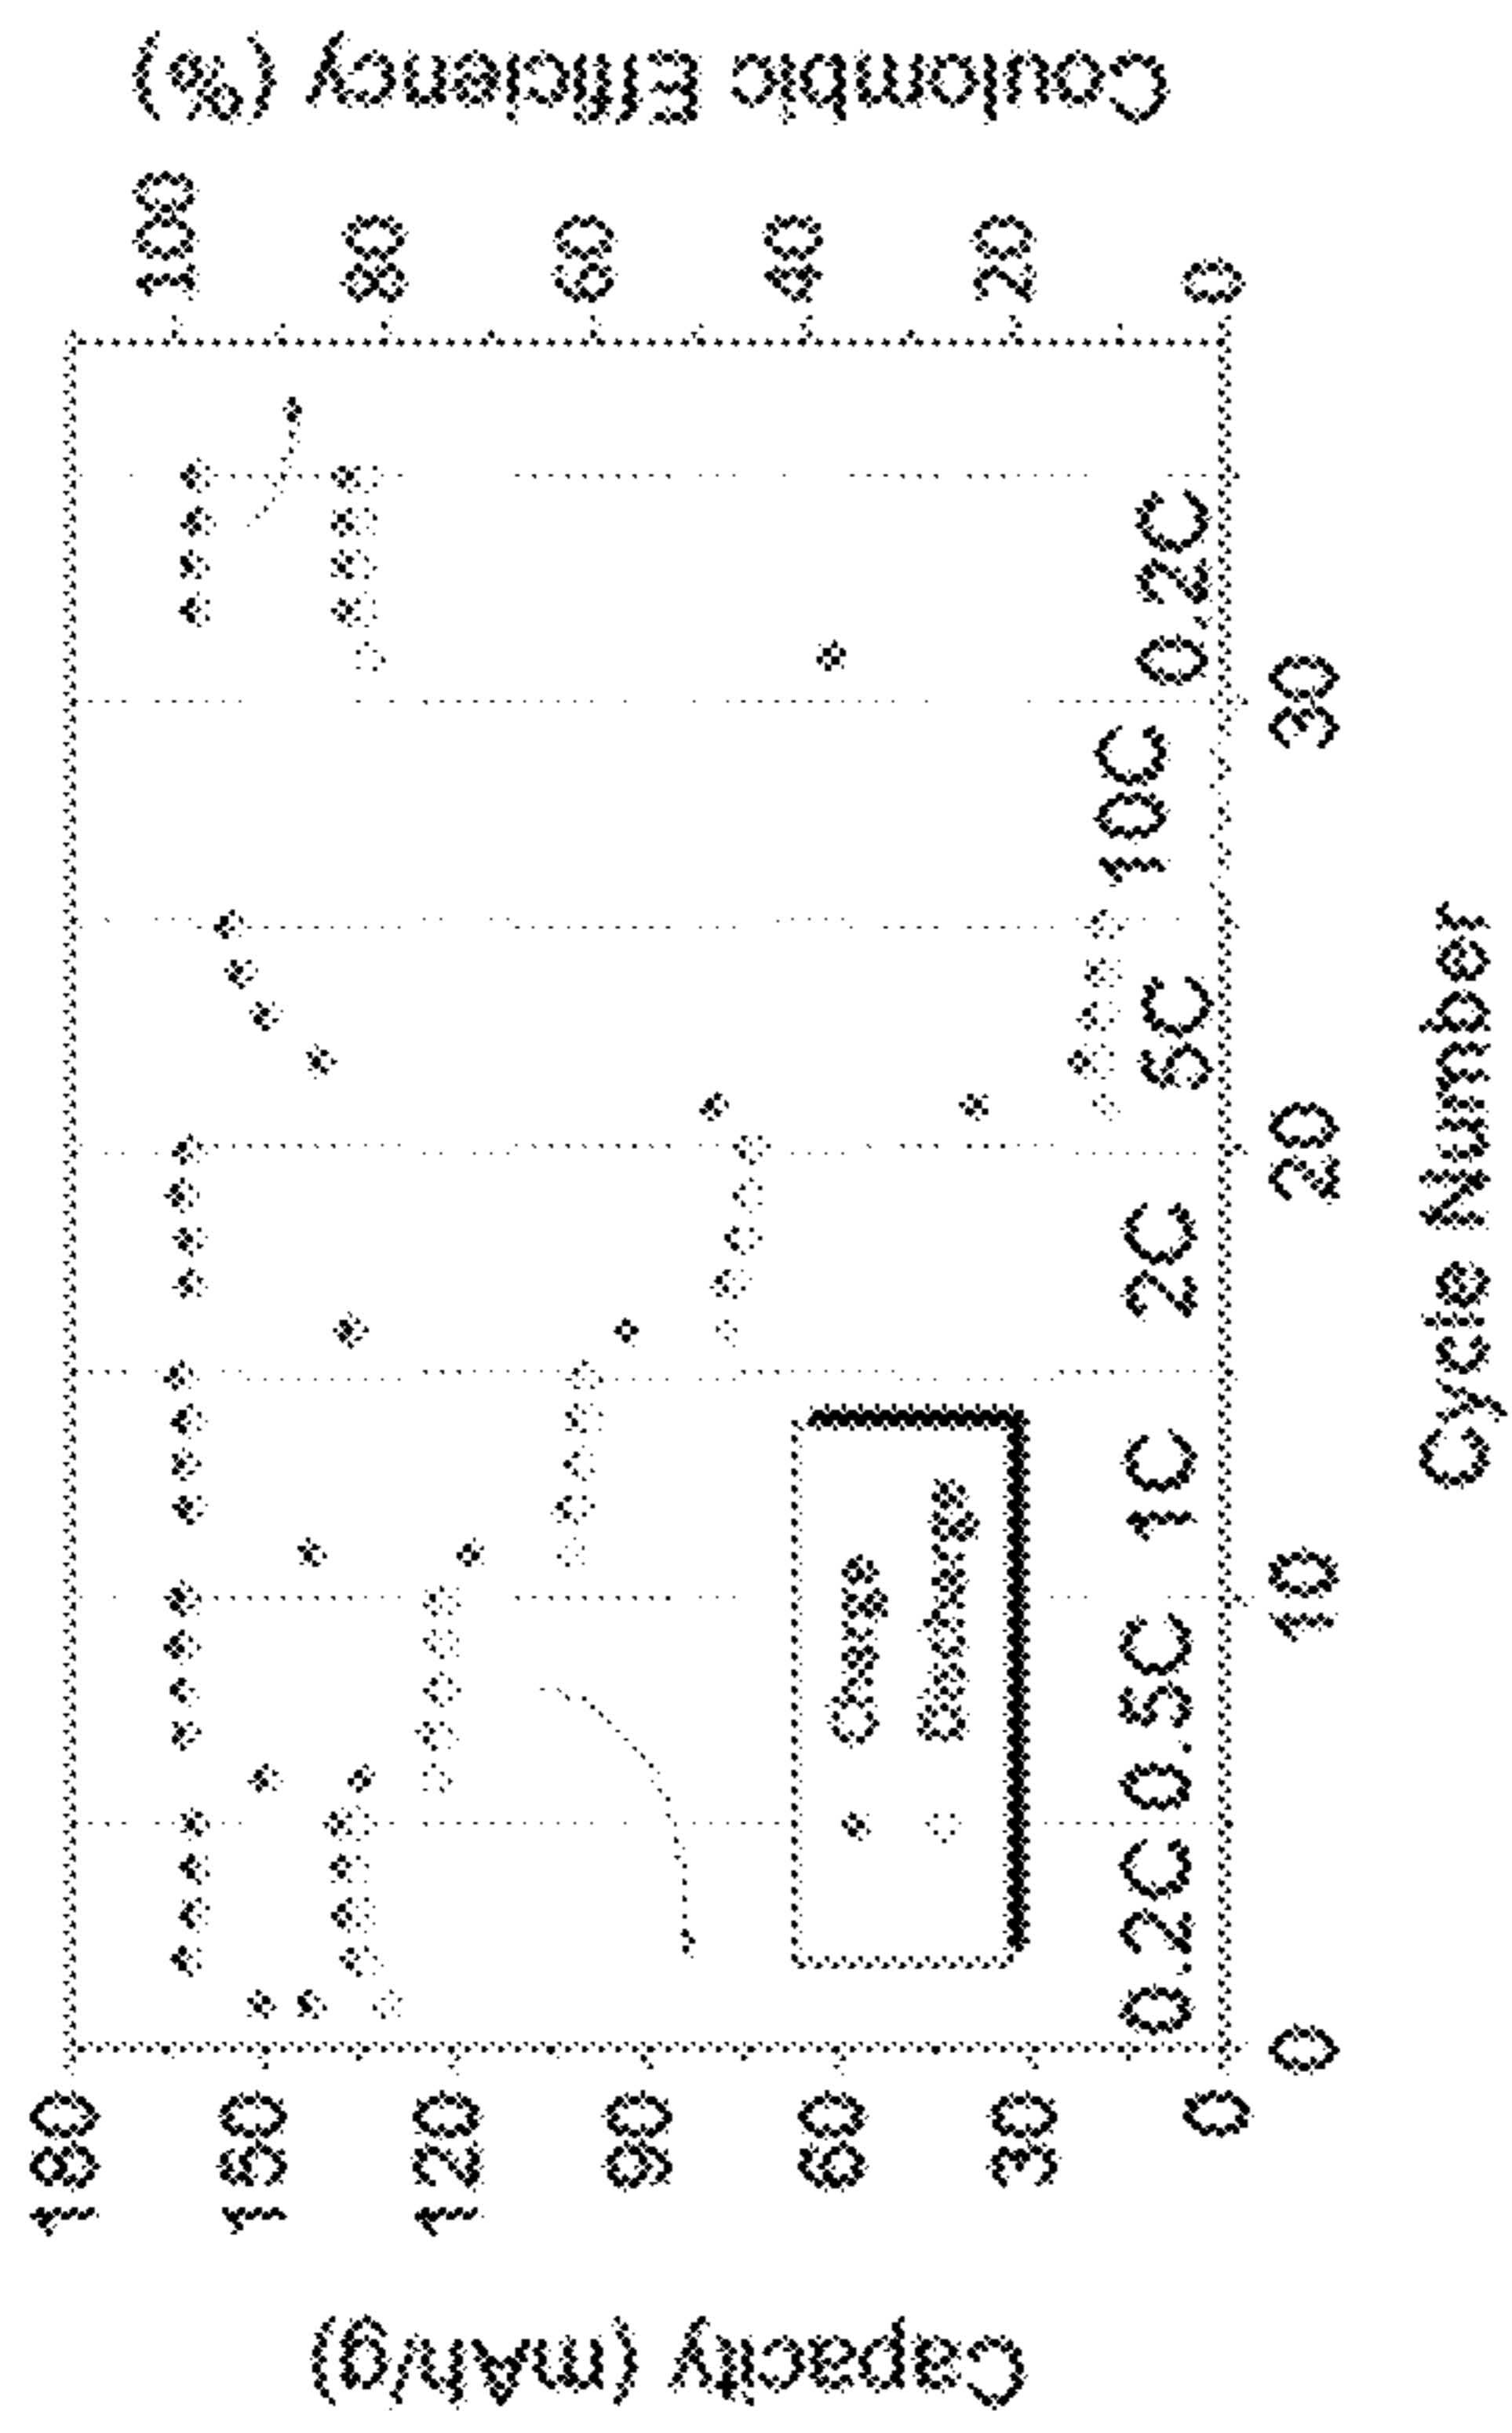 Capacity (mAh/g)
180
150
120
90
60
30
0
Coulombic Efficiency (%)
100
80
60
40
20
0
Charge
Discharge
0.2C 0.5C 1C 2C 5C 10C 0.2C
0 10 20 30
Cycle Number